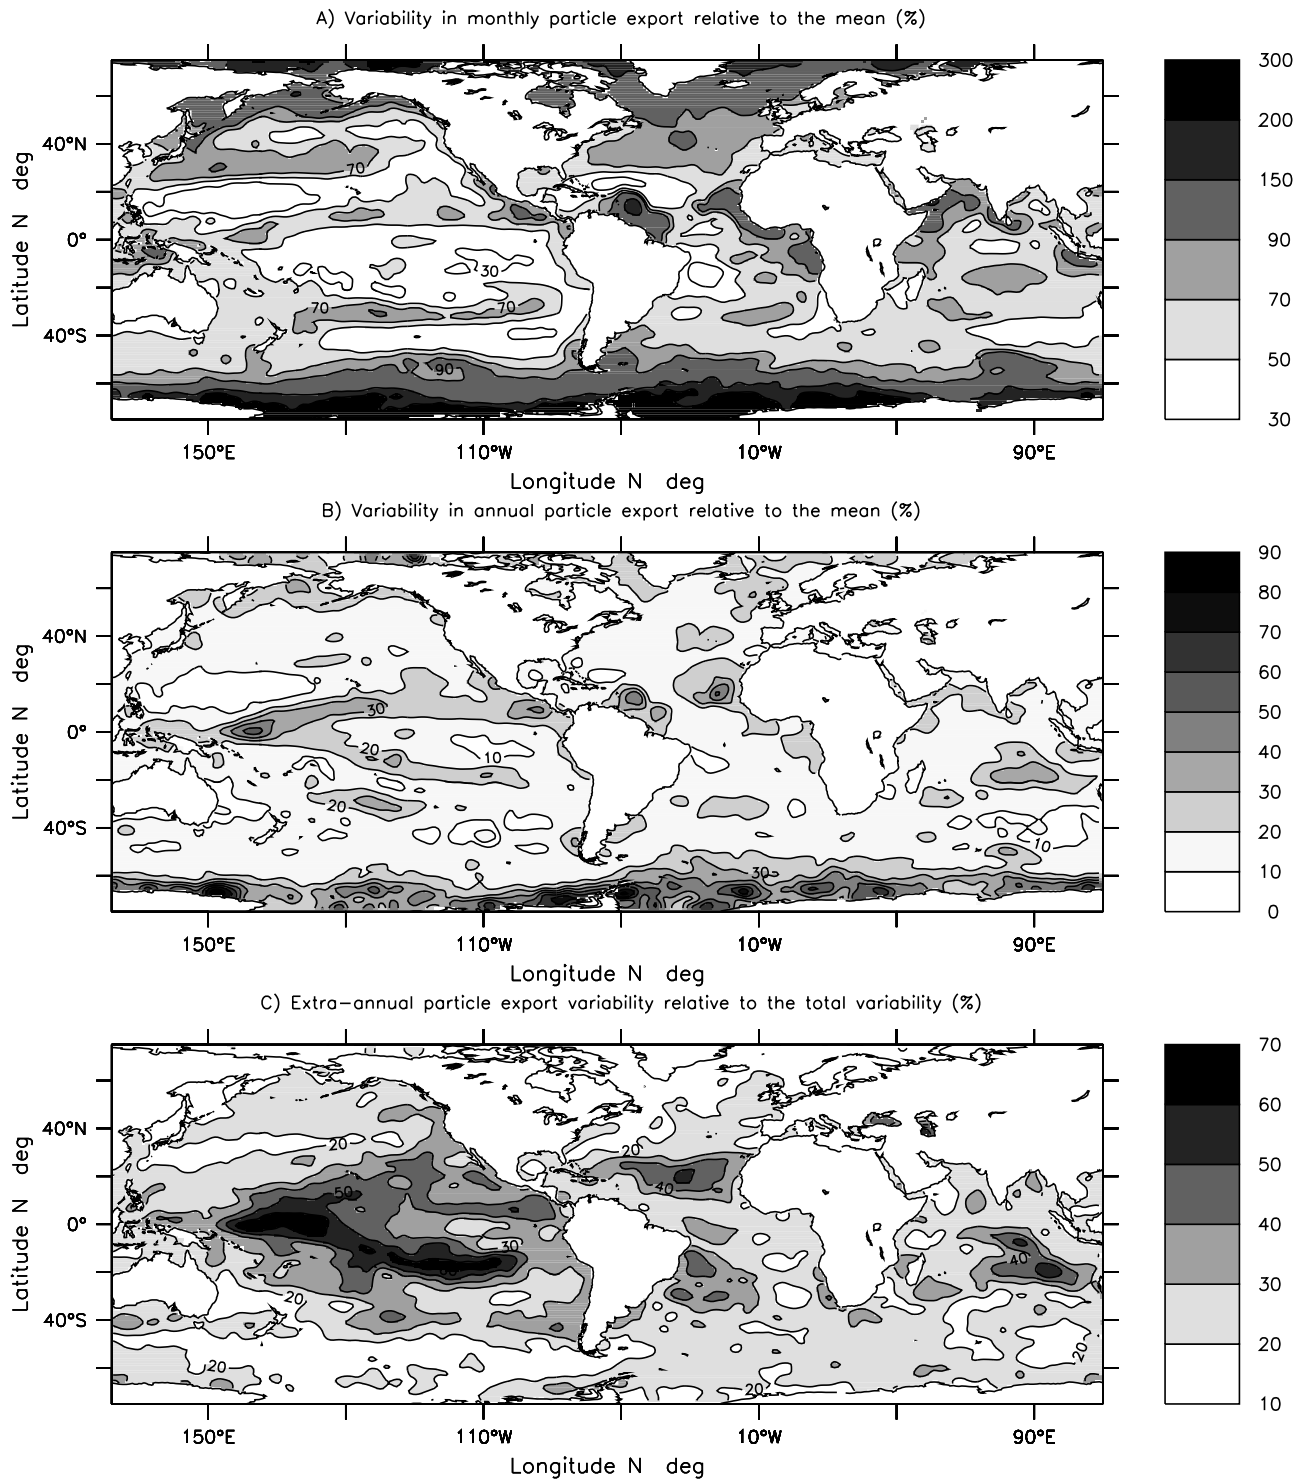 A) Variability in monthly particle export relative to the mean (%)
300
200
150
90
70
50
30
Latitude N deg
40°N
0°
40°S
70
30
70
70
90
150°E
110°W
10°W
90°E
Longitude N deg
B) Variability in annual particle export relative to the mean (%)
90
80
70
60
50
40
30
20
10
0
Latitude N deg
40°N
0°
40°S
30
20
10
20
10
30
150°E
110°W
10°W
90°E
Longitude N deg
C) Extra-annual particle export variability relative to the total variability (%)
70
60
50
40
30
20
10
Latitude N deg
40°N
0°
40°S
20
20
50
40
30
40
60
20
20
20
20
150°E
110°W
10°W
90°E
Longitude N deg